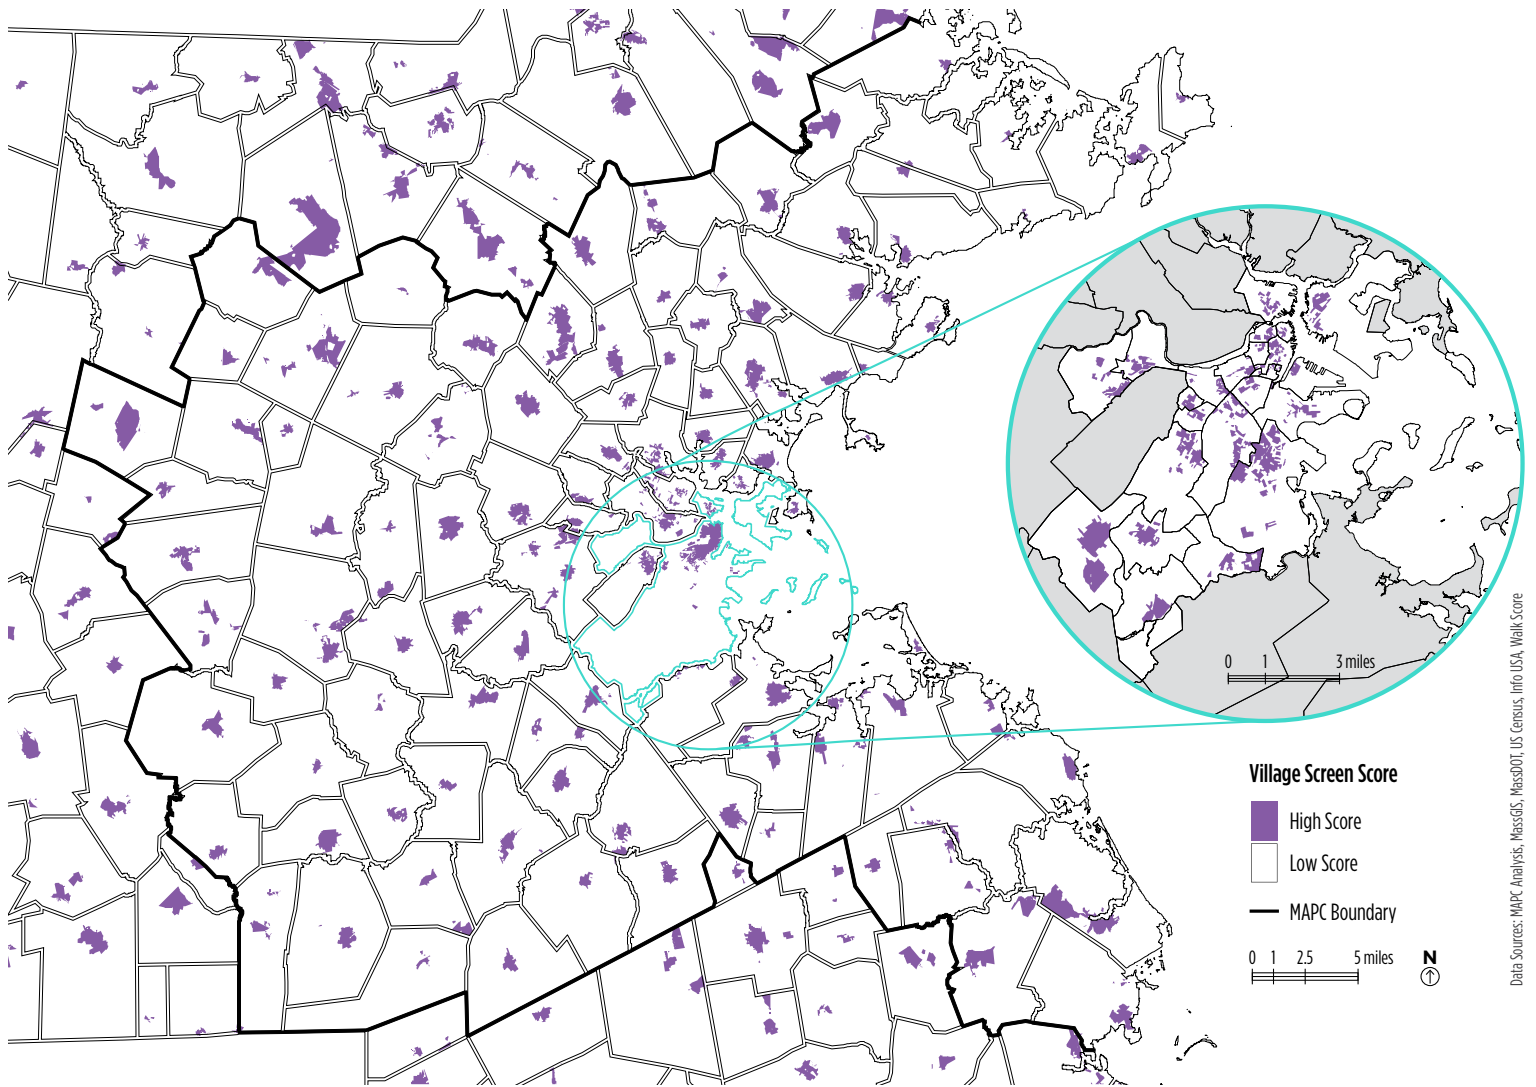 0 1 3 miles
Village Screen Score
High Score
Low Score
MAPC Boundary
0 1 2.5 5 miles
N
Data Sources: MAPC Analysis, MassGIS, MassDOT, US Census, Info USA, Walk Score